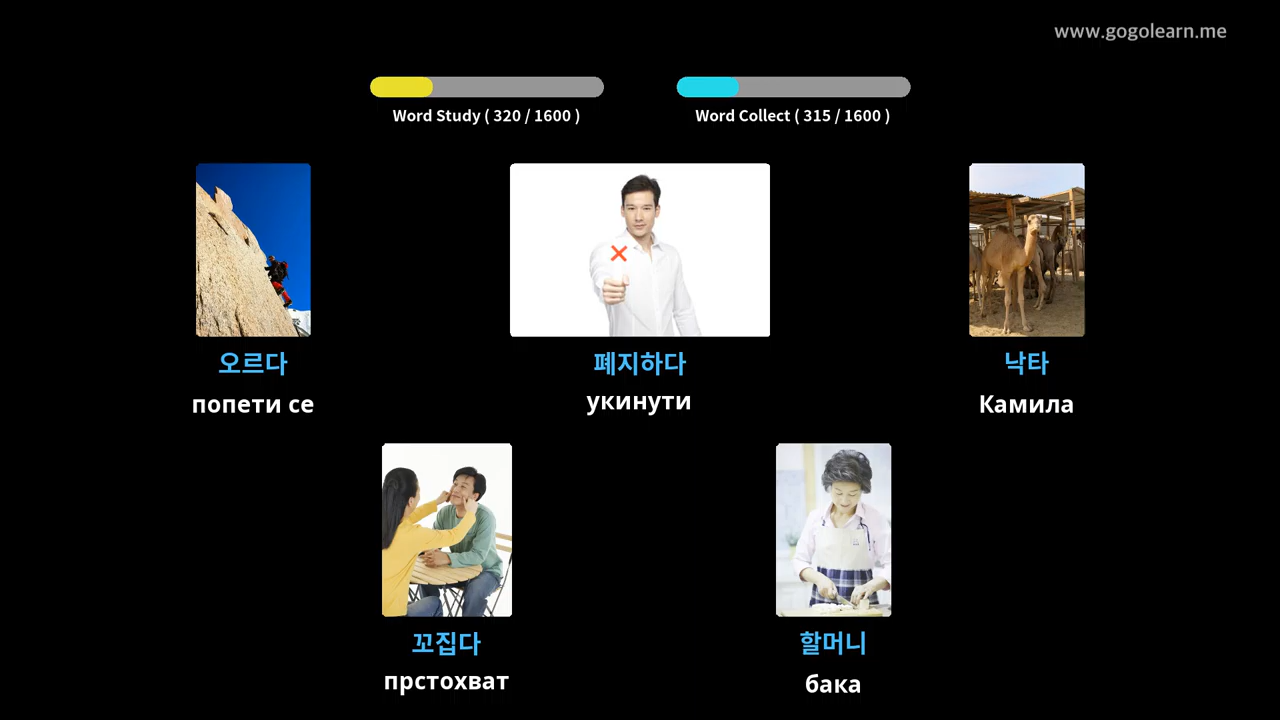 www.gogolearn.me
Word Study ( 320 / 1600 )
Word Collect ( 315 / 1600 )
오르다
попети се
폐지하다
укинути
낙타
Камила
꼬집다
прстохват
할머니
бака